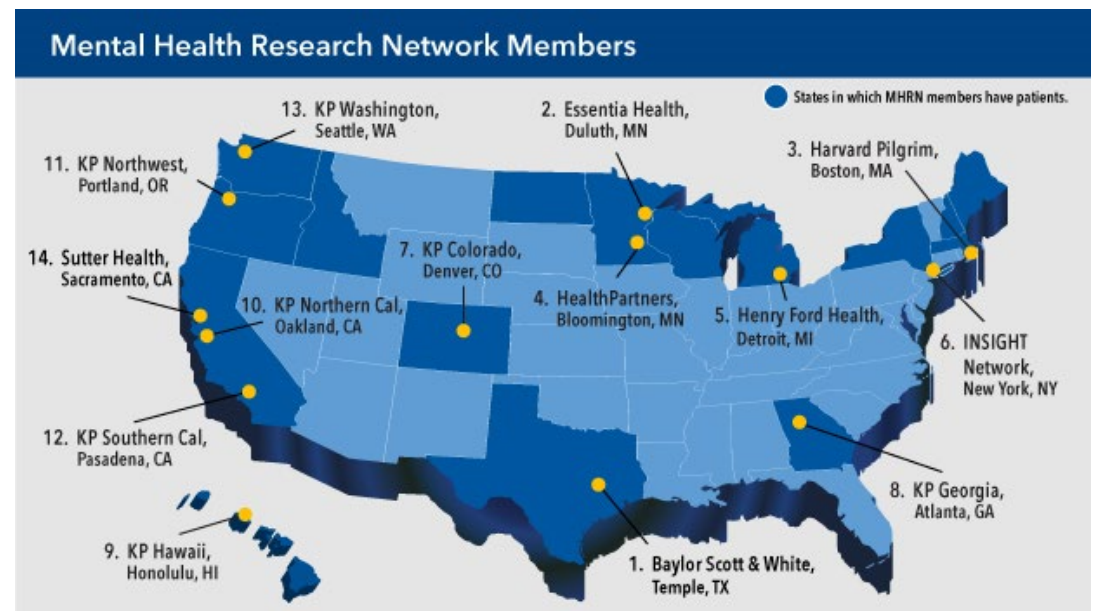 Mental Health Research Network Members
States in which MHRN members have patients.
13. KP Washington,
Seattle, WA
2. Essentia Health,
Duluth, MN
3. Harvard Pilgrim,
Boston, MA
11. KP Northwest,
Portland, OR
14. Sutter Health,
Sacramento, CA
7. KP Colorado,
Denver, CO
10. KP Northern Cal,
Oakland, CA
4. HealthPartners,
Bloomington, MN
5. Henry Ford Health,
Detroit, MI
6. INSIGHT
Network,
New York, NY
12. KP Southern Cal,
Pasadena, CA
8. KP Georgia,
Atlanta, GA
9. KP Hawaii,
Honolulu, HI
1. Baylor Scott & White,
Temple, TX